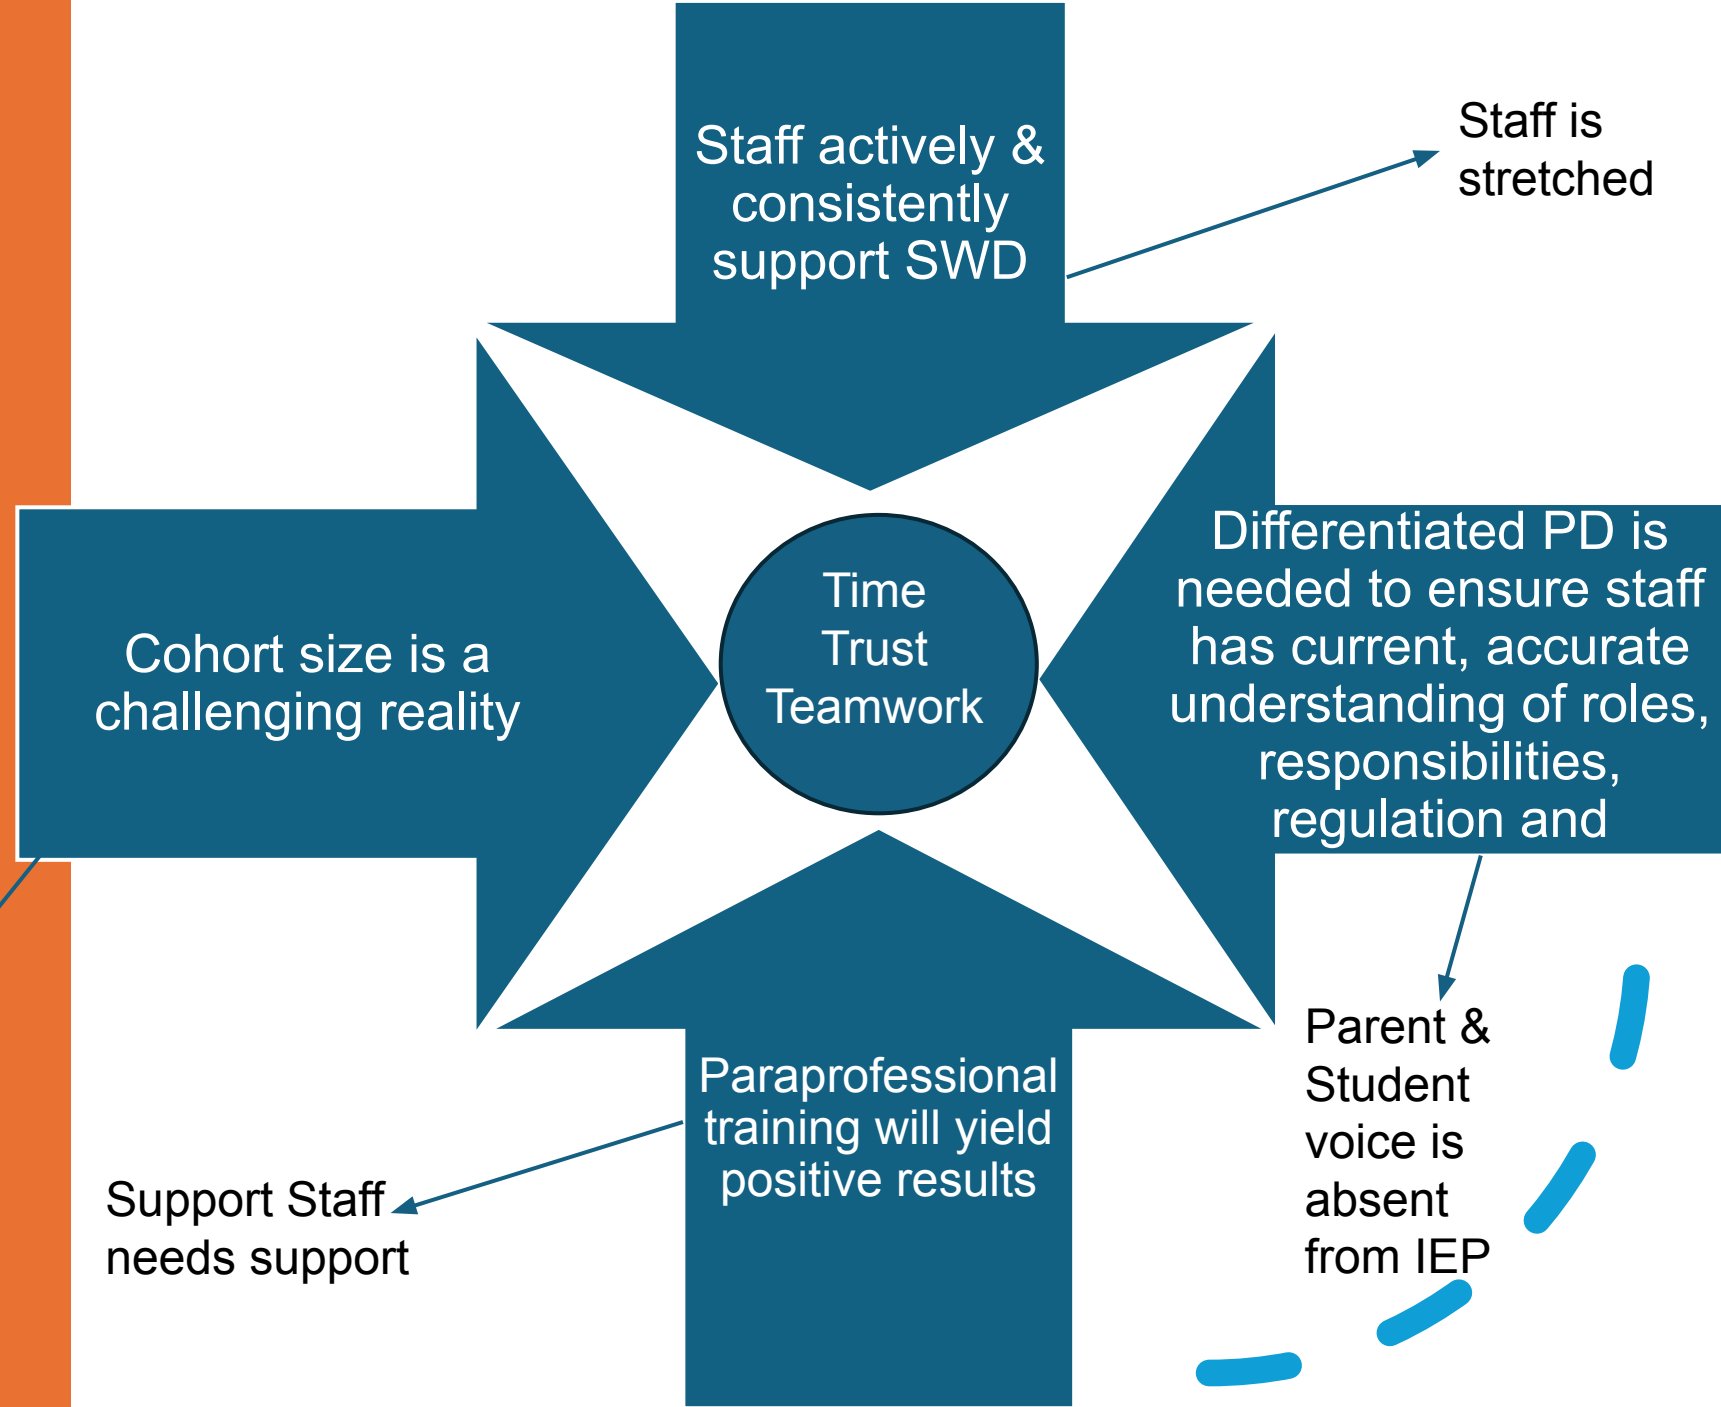 Staff actively &
consistently
support SWD
Staff is
stretched
Cohort size is a
challenging reality
Time
Trust
Teamwork
Differentiated PD is
needed to ensure staff
has current, accurate
understanding of roles,
responsibilities,
regulation and
Paraprofessional
training will yield
positive results
Support Staff
needs support
Parent &
Student
voice is
absent
from IEP